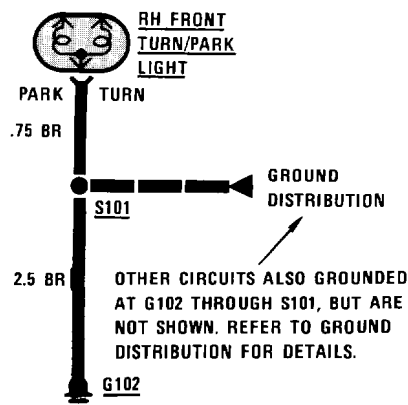 RH FRONT
TURN/PARK
LIGHT
PARK TURN
.75 BR
GROUND
DISTRIBUTION
S101
2.5 BR
OTHER CIRCUITS ALSO GROUNDED
AT G102 THROUGH S101, BUT ARE
NOT SHOWN. REFER TO GROUND
DISTRIBUTION FOR DETAILS.
G102